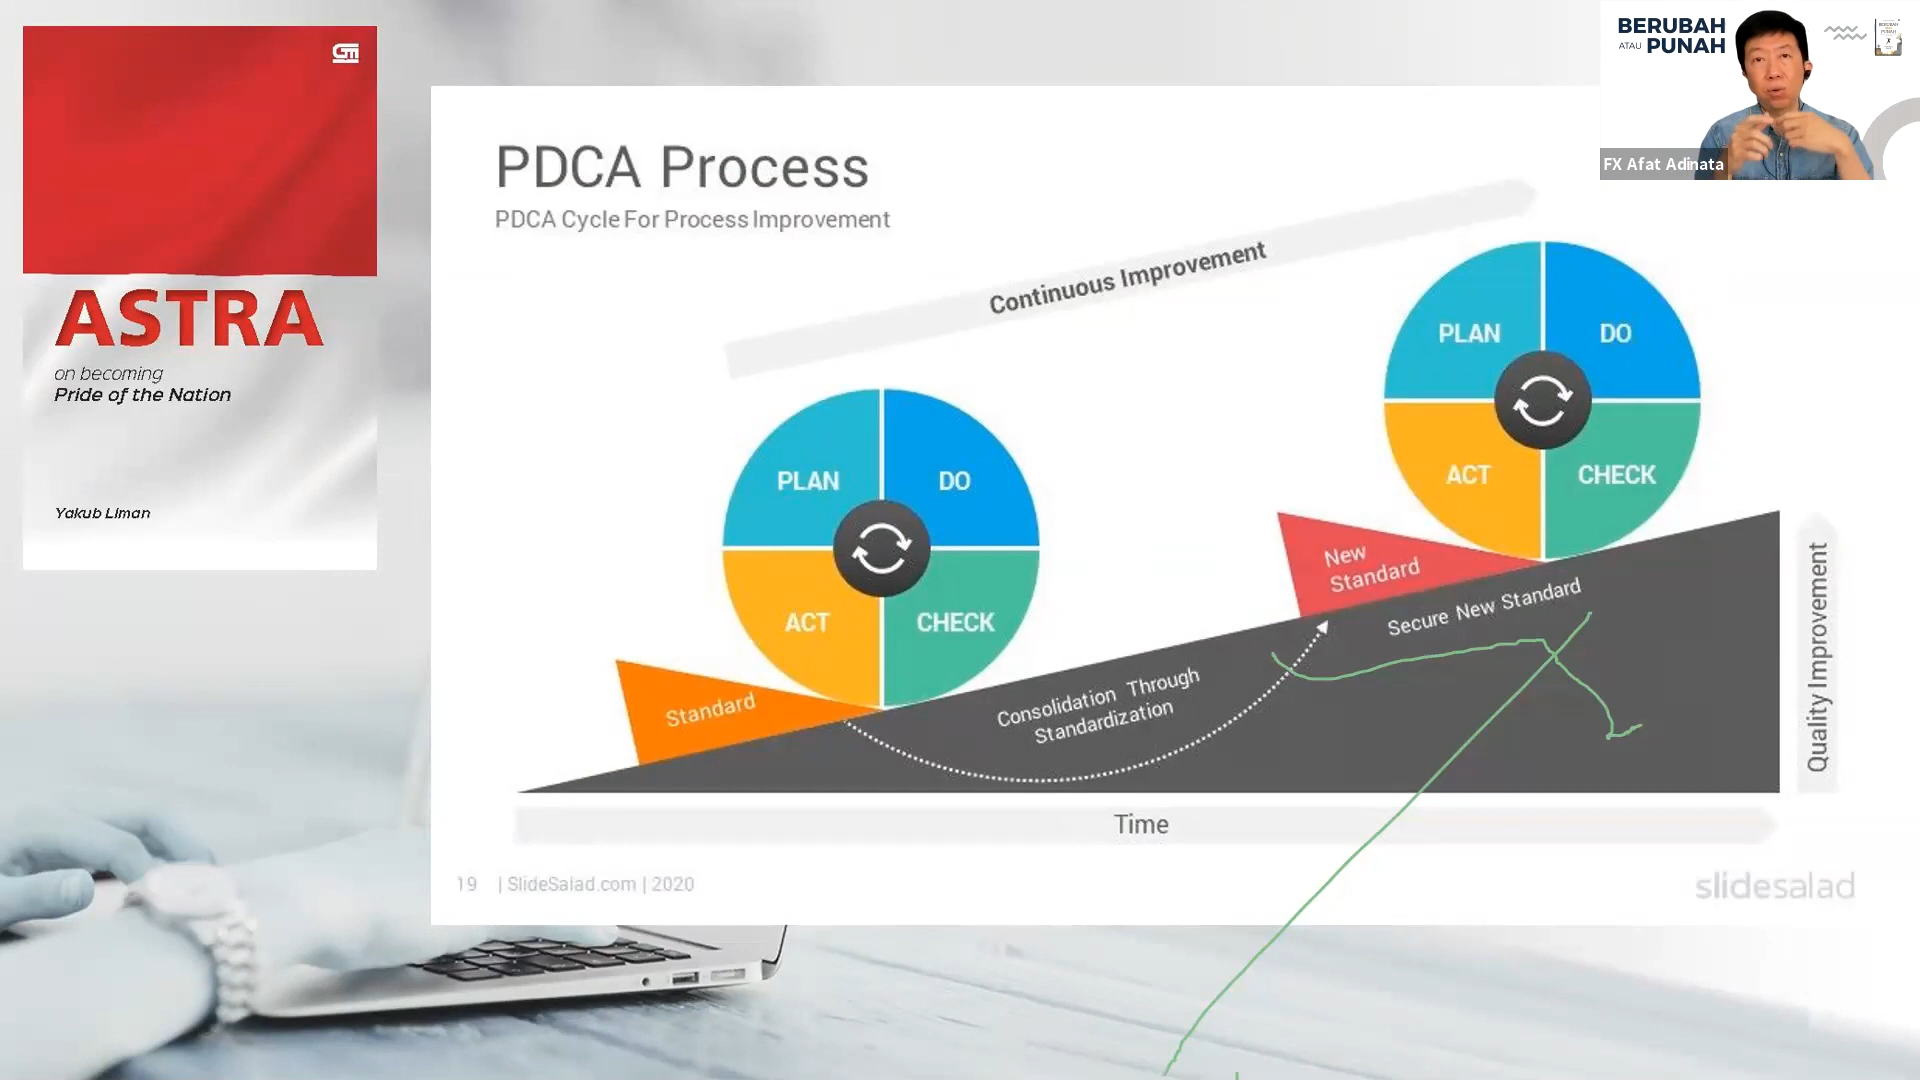 ASTRA
on becoming
Pride of the Nation
Yakub Liman
BERUBAH
ATAU PUNAH
FX Afat Adinata
PDCA Process
PDCA Cycle For Process Improvement
Continuous Improvement
PLAN
DO
ACT
CHECK
PLAN
DO
ACT
CHECK
Standard
New
Standard
Consolidation Through
Standardization
Secure New Standard
Quality Improvement
Time
19 | SlideSalad.com | 2020
slidesalad